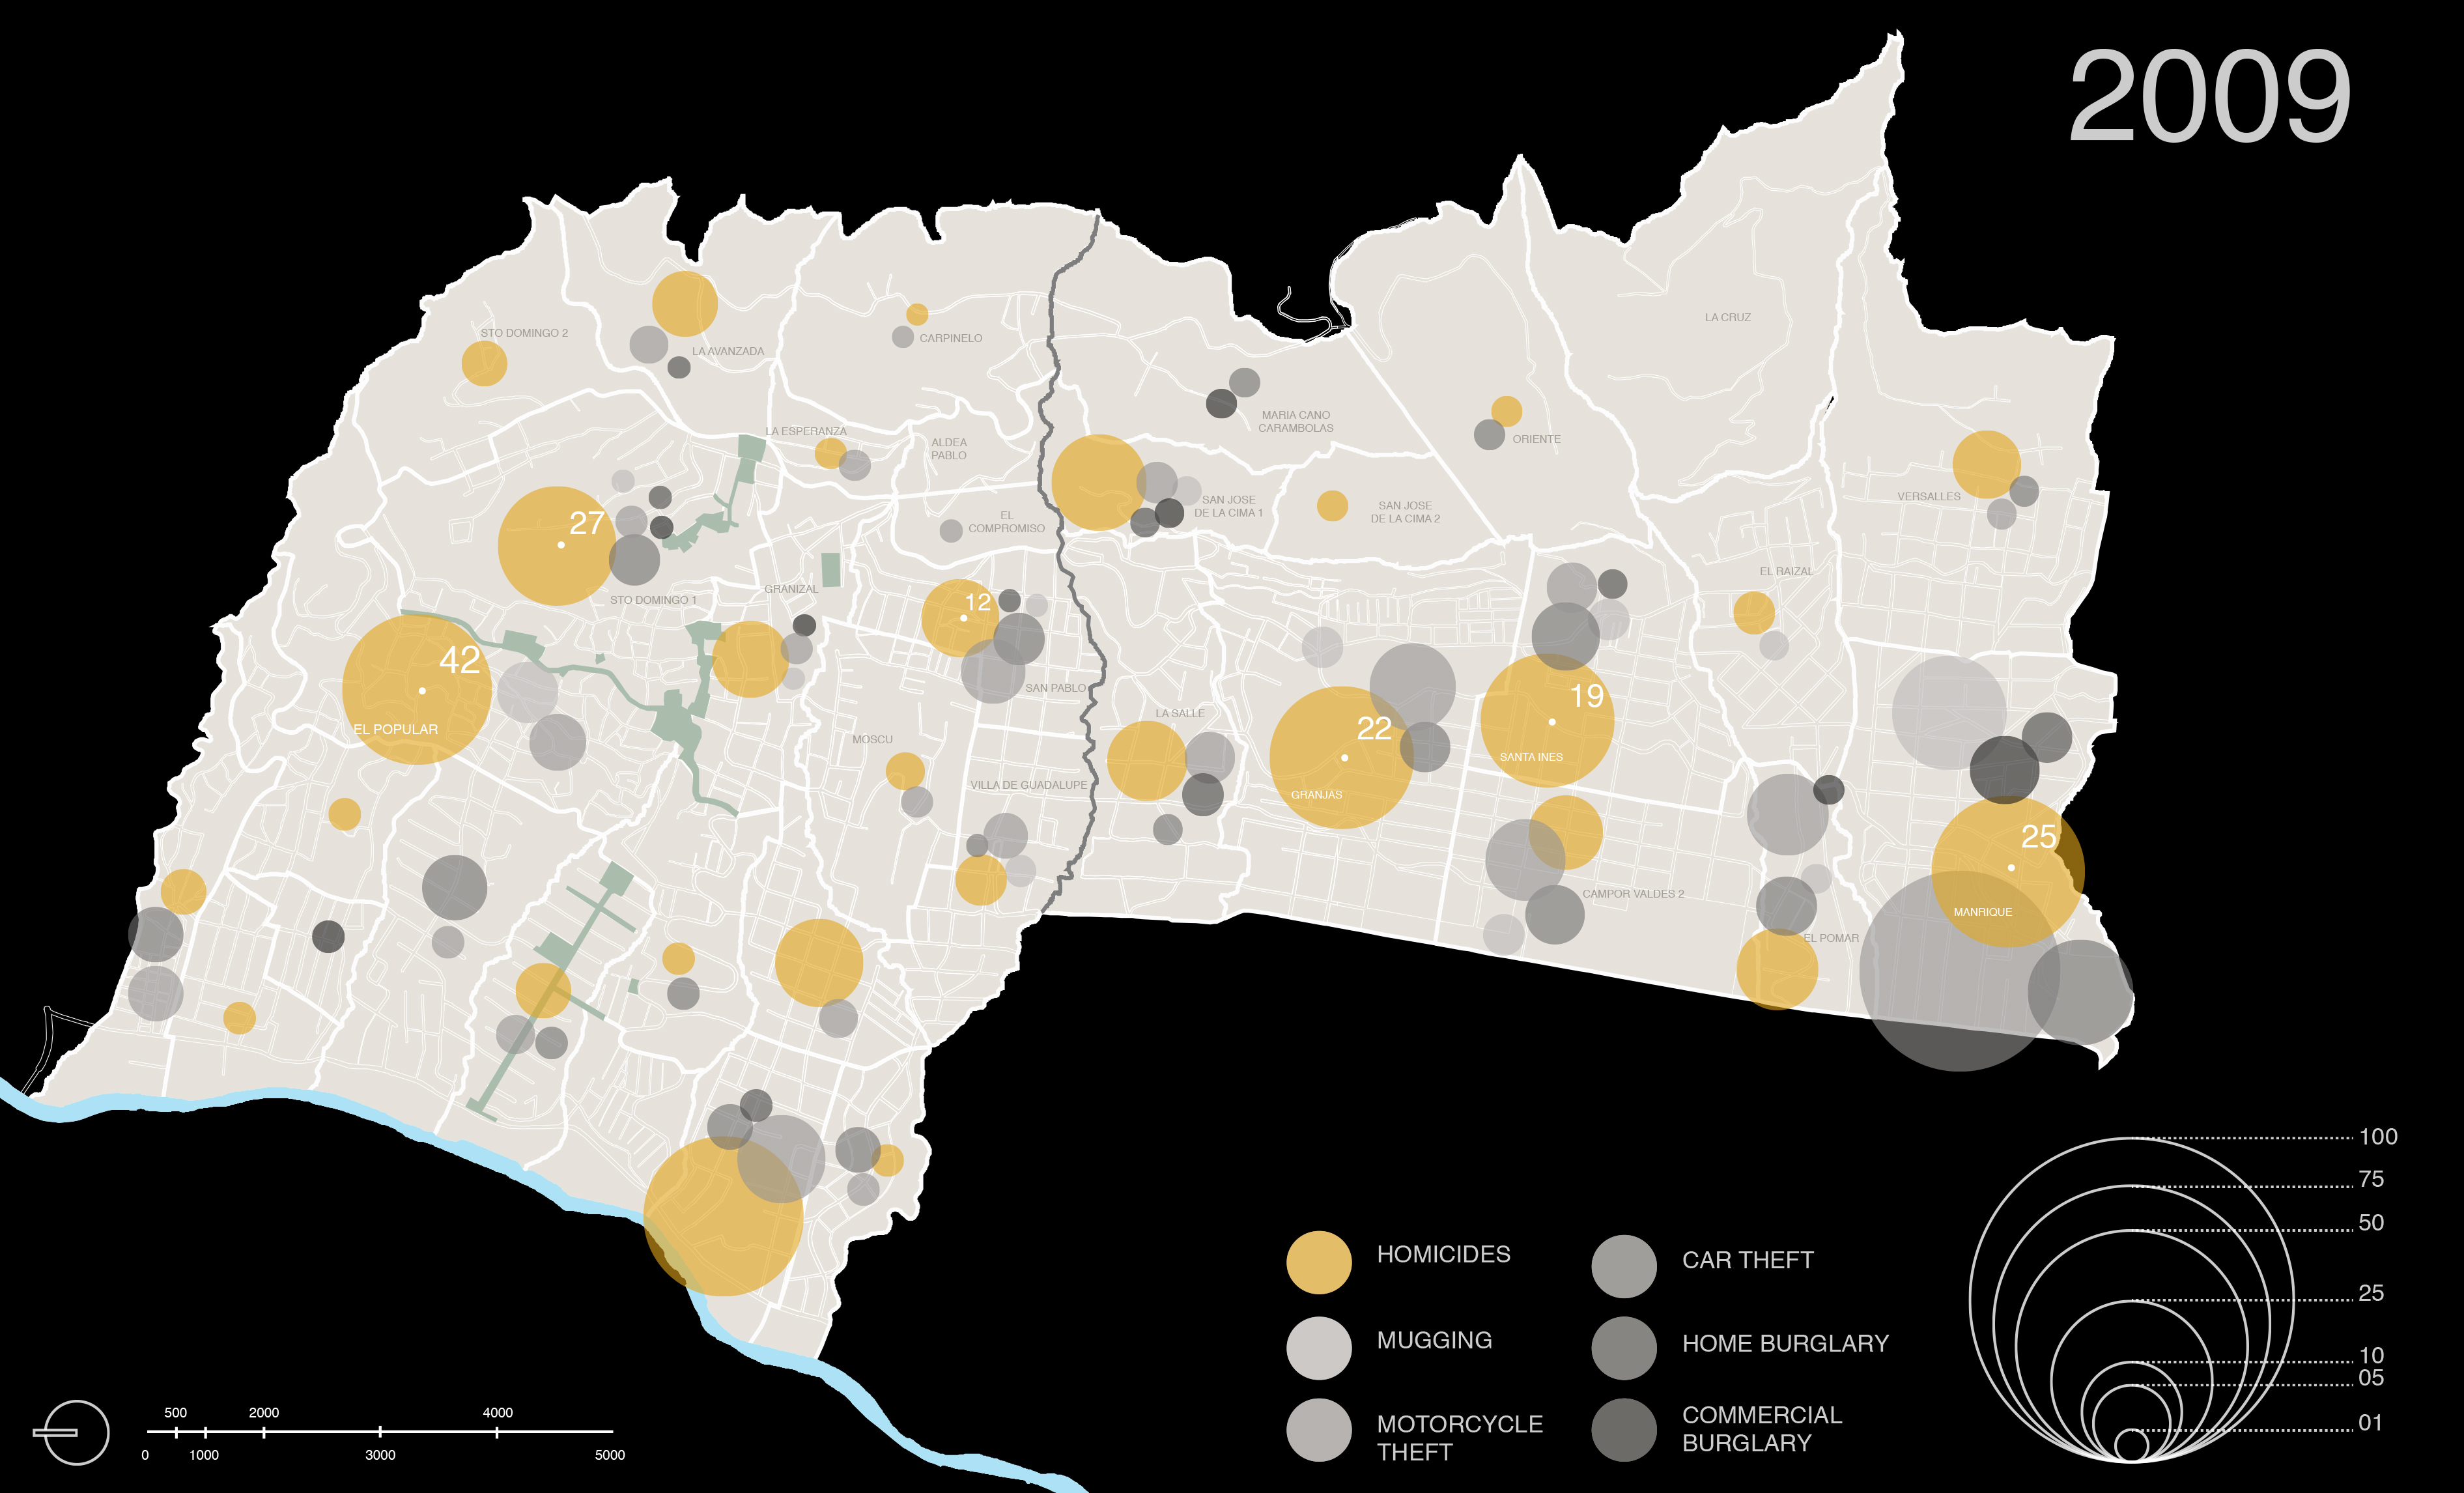 2009
STO DOMINGO 2
LA AVANZADA
CARPINELO
LA CRUZ
LA ESPERANZA
ALDEA
PABLO
MARIA CANO
CARAMBOLAS
ORIENTE
VERSALLES
SAN JOSE
DE LA CIMA 1
SAN JOSE
DE LA CIMA 2
EL
COMPROMISO
27
STO DOMINGO 1
GRANIZAL
12
EL RAIZAL
42
EL POPULAR
SAN PABLO
LA SALLE
MOSCU
VILLA DE GUADALUPE
22
GRANJAS
19
SANTA INES
25
MANRIQUE
CAMPOR VALDES 2
EL POMAR
HOMICIDES
MUGGING
MOTORCYCLE
THEFT
CAR THEFT
HOME BURGLARY
COMMERCIAL
BURGLARY
100
75
50
25
10
05
01
500 2000 4000
0 1000 3000 5000